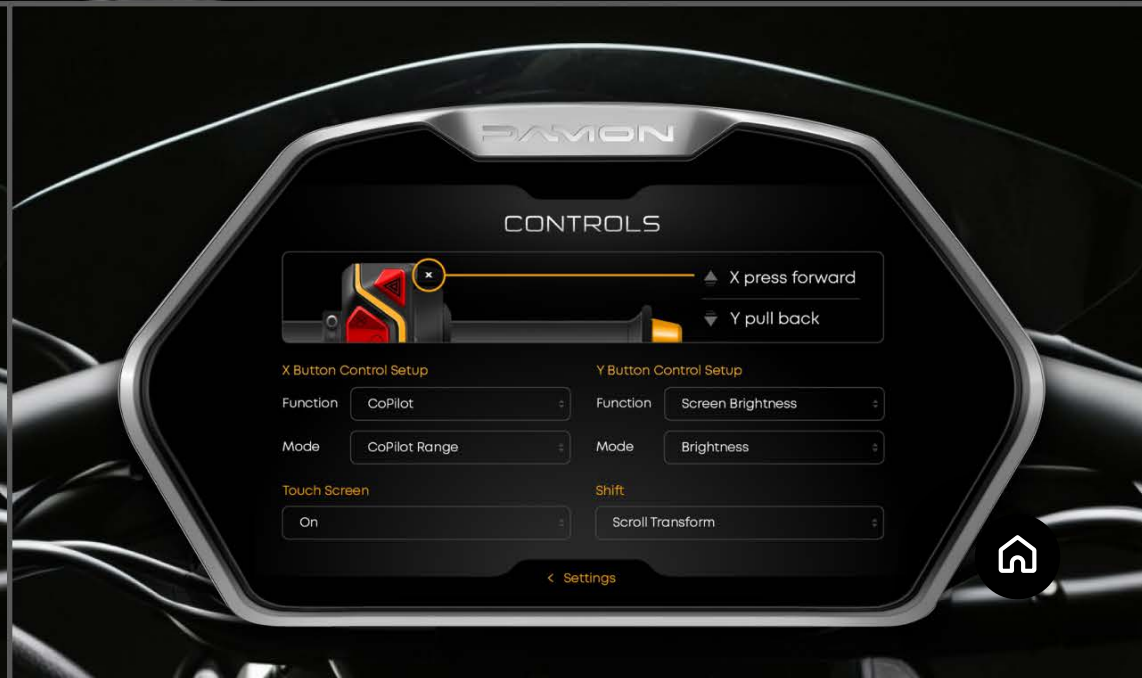 DAMON
CONTROLS
x
X press forward
Y pull back
X Button Control Setup
Y Button Control Setup
Function
CoPilot
Function
Screen Brightness
Mode
CoPilot Range
Mode
Brightness
Touch Screen
Shift
On
Scroll Transform
< Settings